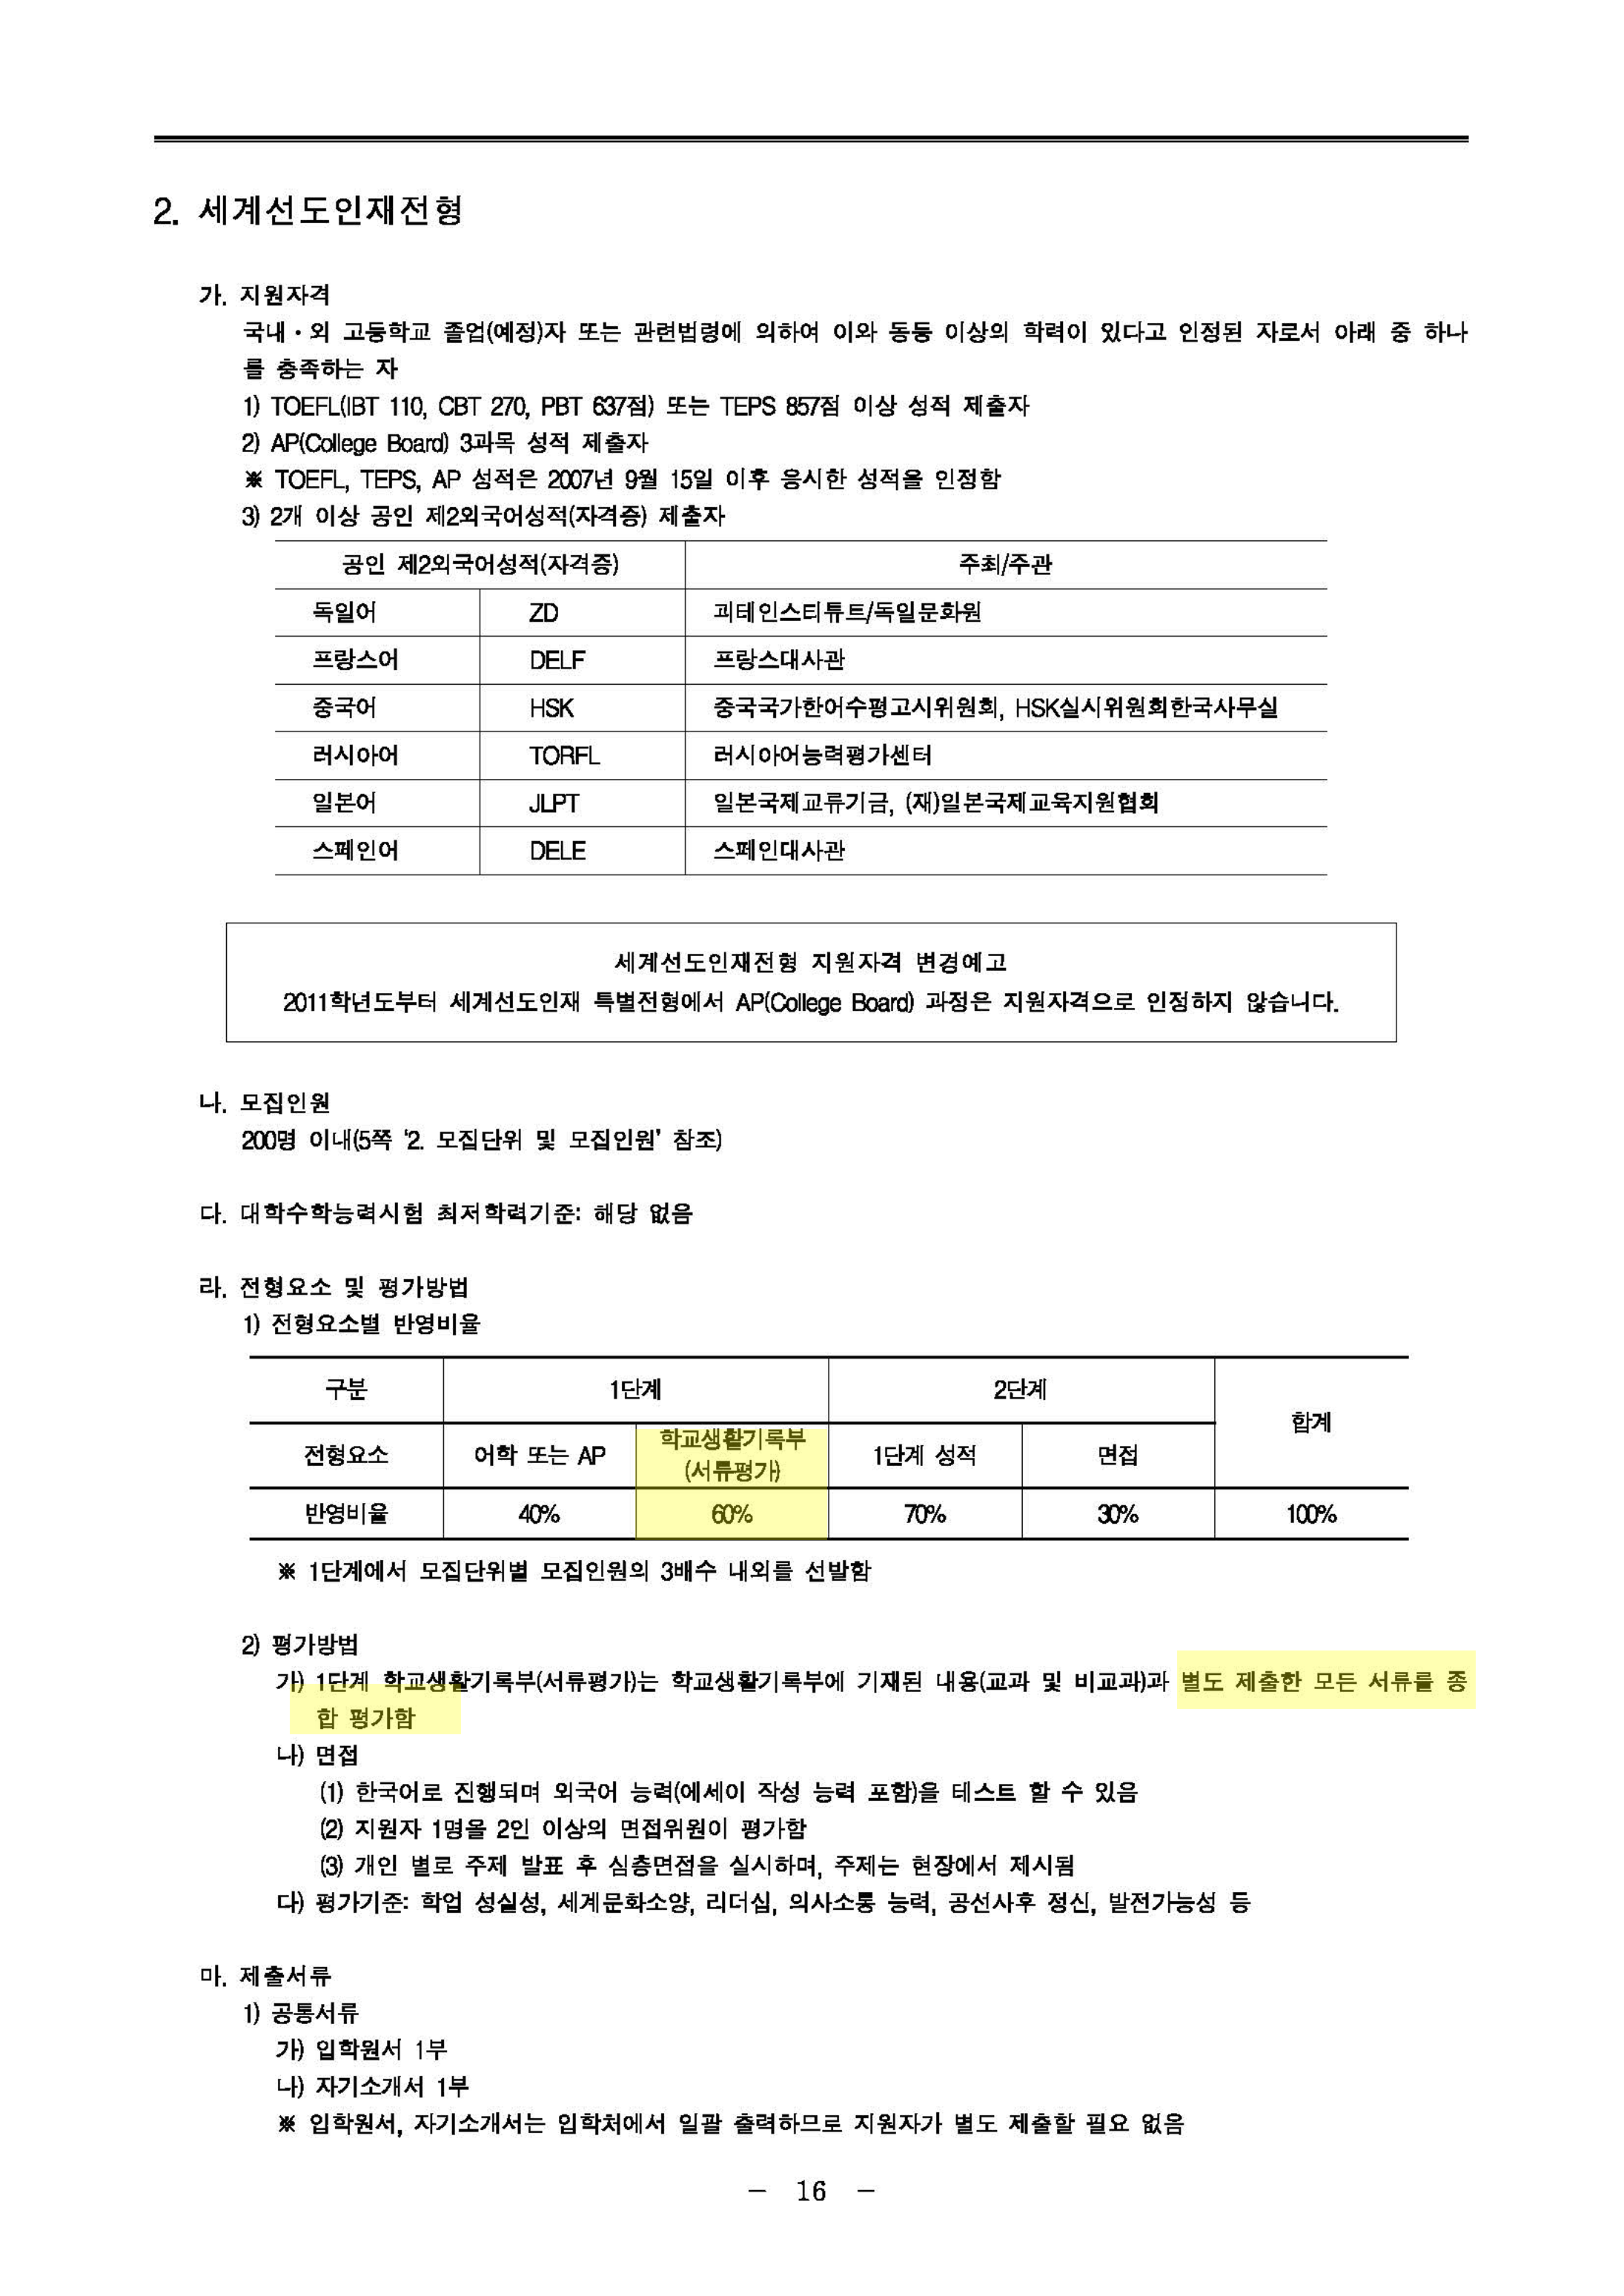 2. 세계선도인재전형
가. 지원자격
국내·외 고등학교 졸업(예정)자 또는 관련법령에 의하여 이와 동등 이상의 학력이 있다고 인정된 자로서 아래 중 하나
를 충족하는 자
1) TOEFL(IBT 110, CBT 270, PBT 637점) 또는 TEPS 857점 이상 성적 제출자
2) AP(College Board) 3과목 성적 제출자
※ TOEFL, TEPS, AP 성적은 2007년 9월 15일 이후 응시한 성적을 인정함
3) 2개 이상 공인 제2외국어성적(자격증) 제출자
공인 제2외국어성적(자격증) 주최/주관
독일어 ZD 괴테인스티튜트/독일문화원
프랑스어 DELF 프랑스대사관
중국어 HSK 중국국가한어수평고시위원회, HSK실시위원회한국사무실
러시아어 TORFL 러시아어능력평가센터
일본어 JLPT 일본국제교류기금, (재)일본국제교육지원협회
스페인어 DELE 스페인대사관
세계선도인재전형 지원자격 변경예고
2011학년도부터 세계선도인재 특별전형에서 AP(College Board) 과정은 지원자격으로 인정하지 않습니다.
나. 모집인원
200명 이내(5쪽 '2. 모집단위 및 모집인원' 참조)
다. 대학수학능력시험 최저학력기준: 해당 없음
라. 전형요소 및 평가방법
1) 전형요소별 반영비율
구분 1단계 2단계 합계
전형요소 어학 또는 AP 학교생활기록부 (서류평가) 1단계 성적 면접
반영비율 40% 60% 70% 30% 100%
※ 1단계에서 모집단위별 모집인원의 3배수 내외를 선발함
2) 평가방법
가) 1단계 학교생활기록부(서류평가)는 학교생활기록부에 기재된 내용(교과 및 비교과)과 별도 제출한 모든 서류를 종
합 평가함
나) 면접
(1) 한국어로 진행되며 외국어 능력(에세이 작성 능력 포함)을 테스트 할 수 있음
(2) 지원자 1명을 2인 이상의 면접위원이 평가함
(3) 개인 별로 주제 발표 후 심층면접을 실시하며, 주제는 현장에서 제시됨
다) 평가기준: 학업 성실성, 세계문화소양, 리더십, 의사소통 능력, 공선사후 정신, 발전가능성 등
마. 제출서류
1) 공통서류
가) 입학원서 1부
나) 자기소개서 1부
※ 입학원서, 자기소개서는 입학처에서 일괄 출력하므로 지원자가 별도 제출할 필요 없음
- 16 -